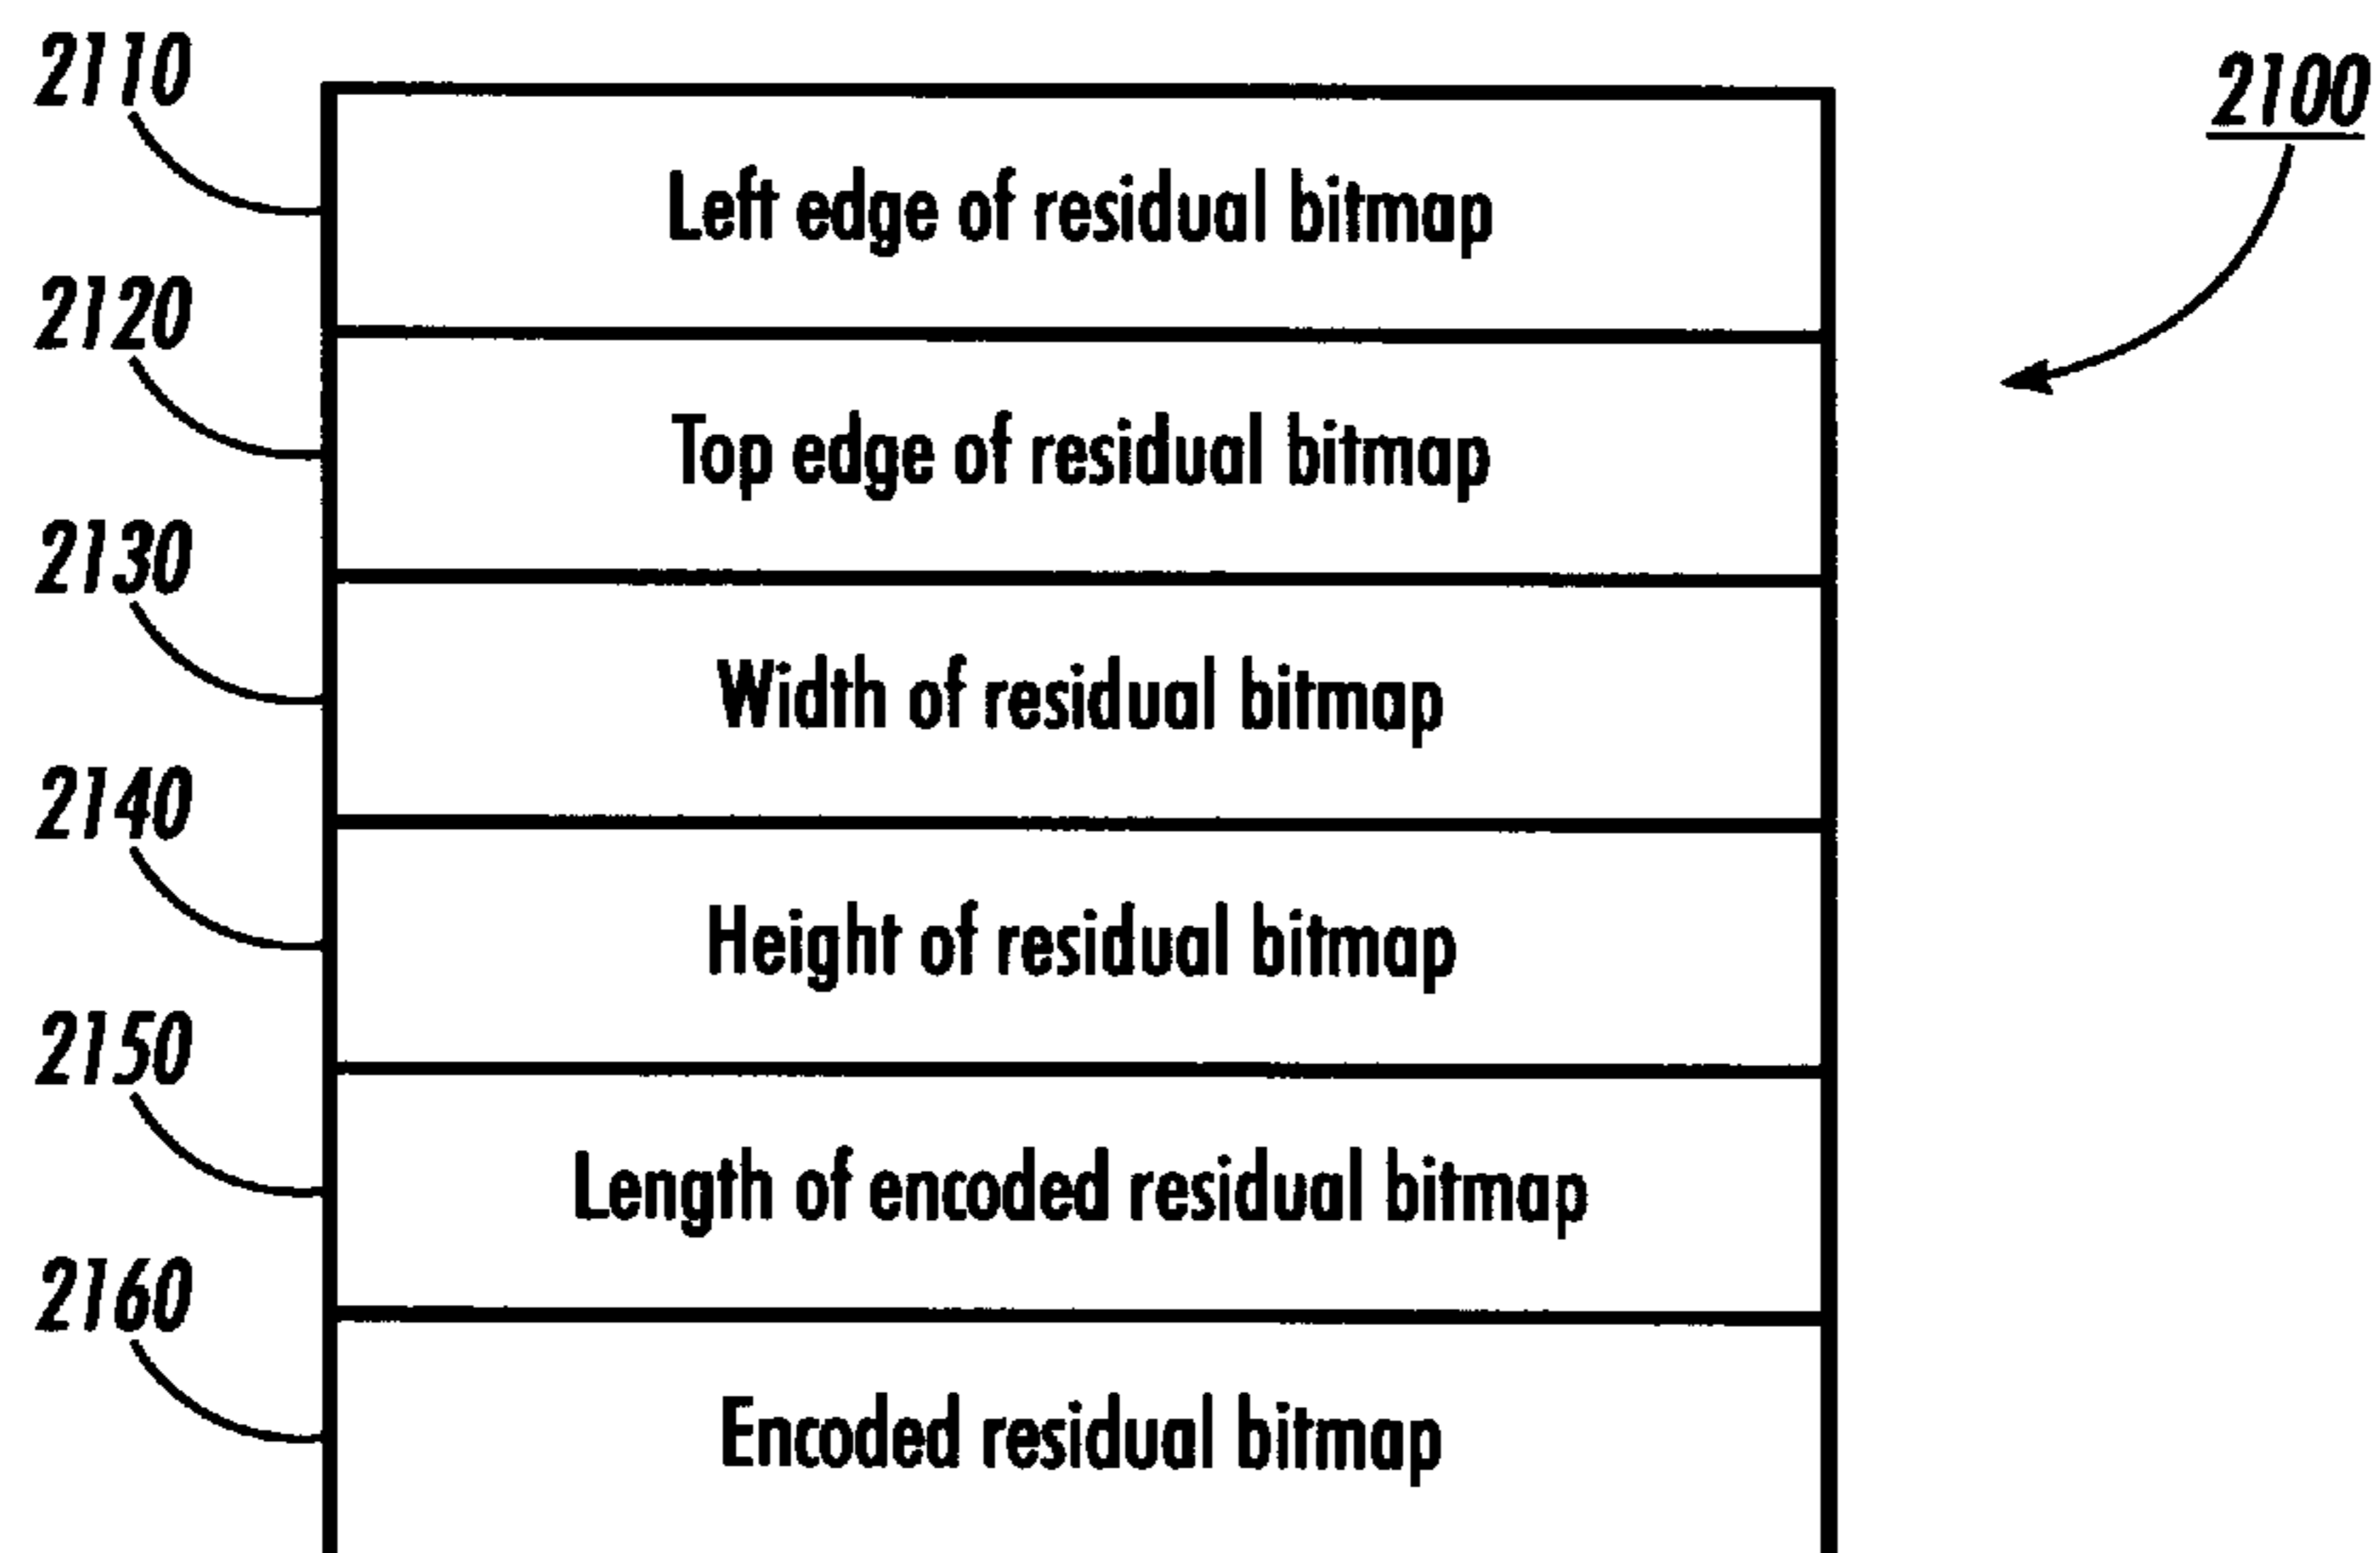 2110
2100
Left edge of residual bitmap
2120
Top edge of residual bitmap
2130
Width of residual bitmap
2140
Height of residual bitmap
2150
Length of encoded residual bitmap
2160
Encoded residual bitmap